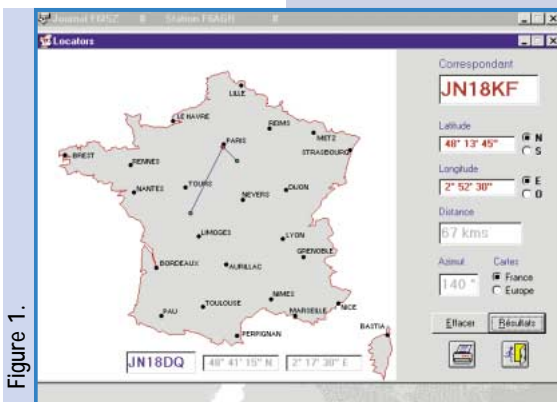 Figure 1.
Journal F6ISZ # Station F6AGR #
Locators
LILLE
LE HAVRE
REIMS
METZ
PARIS
STRASBOURG
BREST
RENNES
NANTES
TOURS
NEVERS
DIJON
LIMOGES
LYON
GRENOBLE
BORDEAUX
AURILLAC
TOULOUSE
NIMES
PAU
MARSEILLE
NICE
PERPIGNAN
BASTIA
JN18DQ 48° 41' 15" N 2° 17' 30" E
Correspondant
JN18KF
Latitude
48° 13' 45" N
S
Longitude
2° 52' 30" E
O
Distance
67 kms
Azimut Cartes
140 ° France
Europe
Effacer Résultats